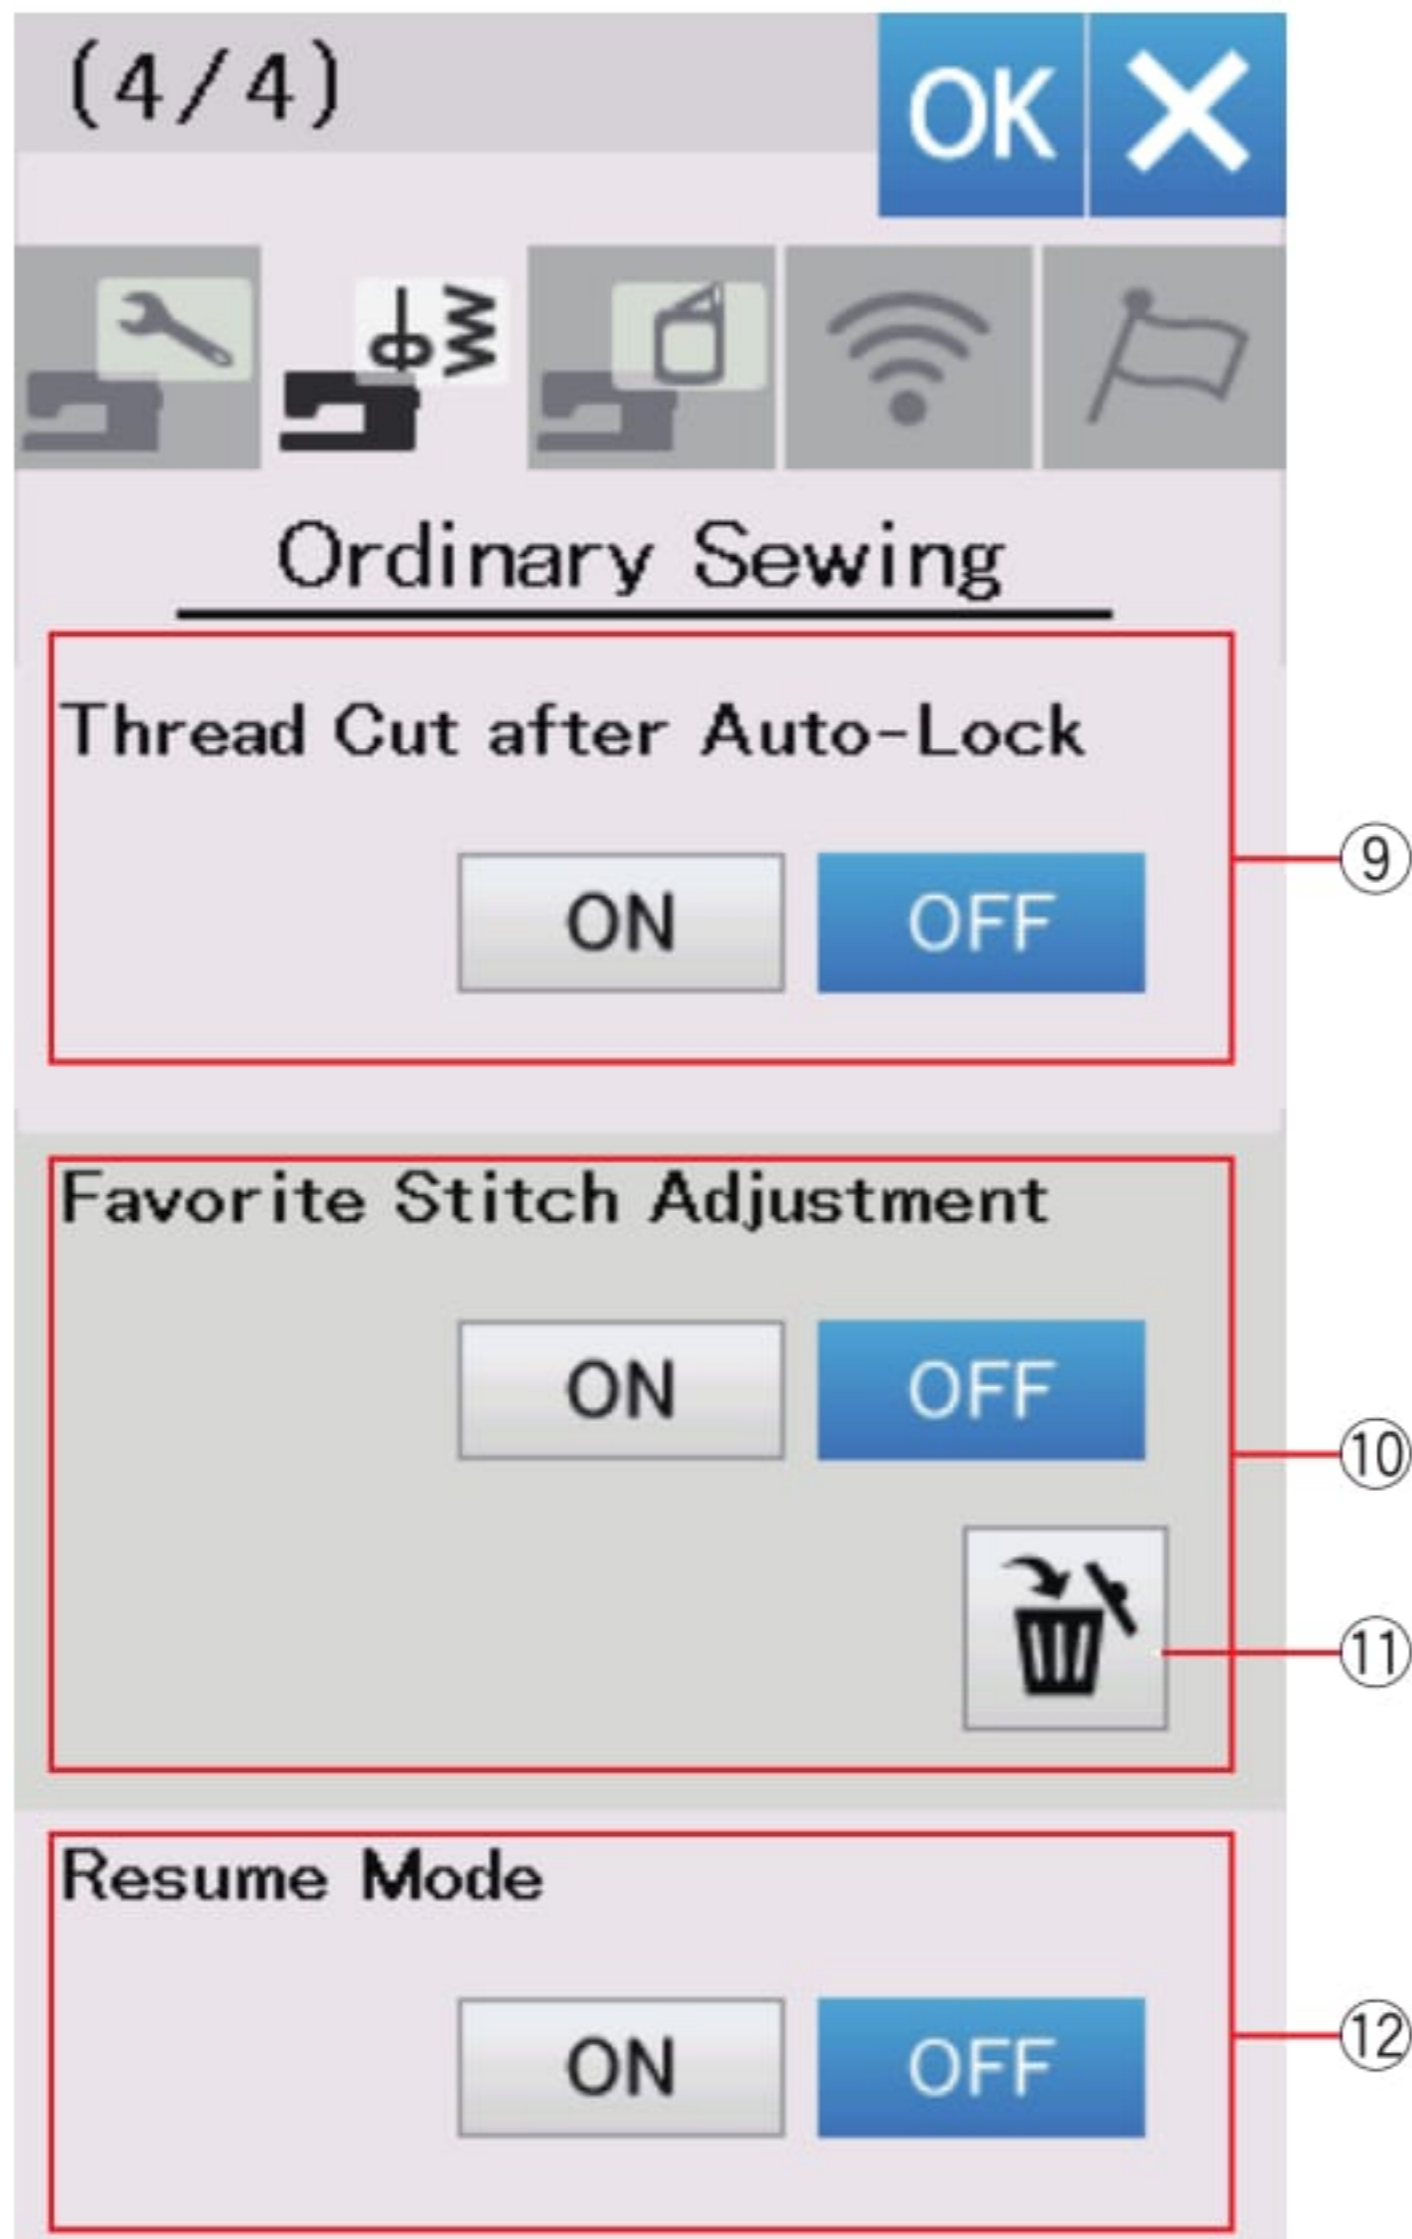 (4/4)
OK
Ordinary Sewing
Thread Cut after Auto-Lock
ON OFF
⑨
Favorite Stitch Adjustment
ON OFF
⑩
⑪
Resume Mode
ON OFF
⑫